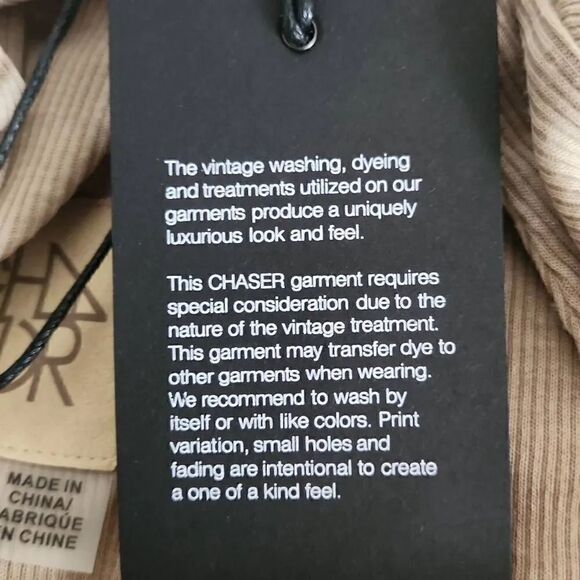 The vintage washing, dyeing
and treatments utilized on our
garments produce a uniquely
luxurious look and feel.
This CHASER garment requires
special consideration due to the
nature of the vintage treatment.
This garment may transfer dye to
other garments when wearing.
We recommend to wash by
itself or with like colors. Print
variation, small holes and
fading are intentional to create
a one of a kind feel.
MADE IN
CHINA/
ABRIQUE
N CHINE